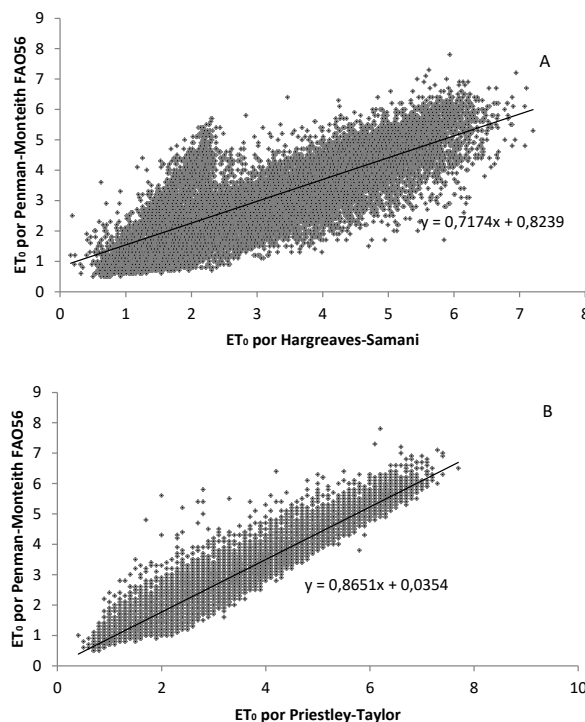 9
8
7
6
5
4
3
2
1
0
ET₀ por Penman-Monteith FAO56
A
y = 0,7174x + 0,8239
0 1 2 3 4 5 6 7 8
ET₀ por Hargreaves-Samani
9
8
7
6
5
4
3
2
1
0
ET₀ por Penman-Monteith FAO56
B
y = 0,8651x + 0,0354
0 2 4 6 8 10
ET₀ por Priestley-Taylor